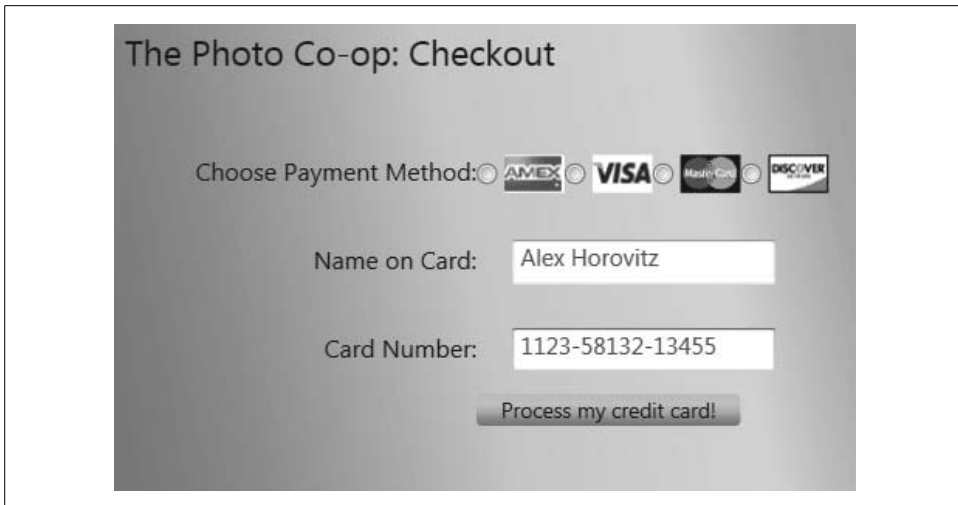 The Photo Co-op: Checkout
Choose Payment Method: AMEX VISA MasterCard DISCOVER
Name on Card: Alex Horovitz
Card Number: 1123-58132-13455
Process my credit card!